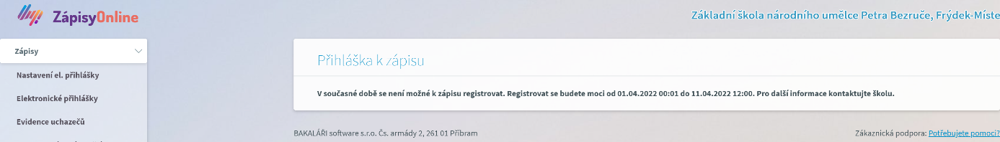 ZápisyOnline
Základní škola národního umělce Petra Bezruče, Frýdek-Míste
Zápisy
Nastavení el. přihlášky
Elektronické přihlášky
Evidence uchazečů
Přihláška k zápisu
V současné době se není možné k zápisu registrovat. Registrovat se budete moci od 01.04.2022 00:01 do 11.04.2022 12:00. Pro další informace kontaktujte školu.
BAKALÁŘI software s.r.o. Čs. armády 2, 261 01 Příbram
Zákaznická podpora: Potřebujete pomoci?